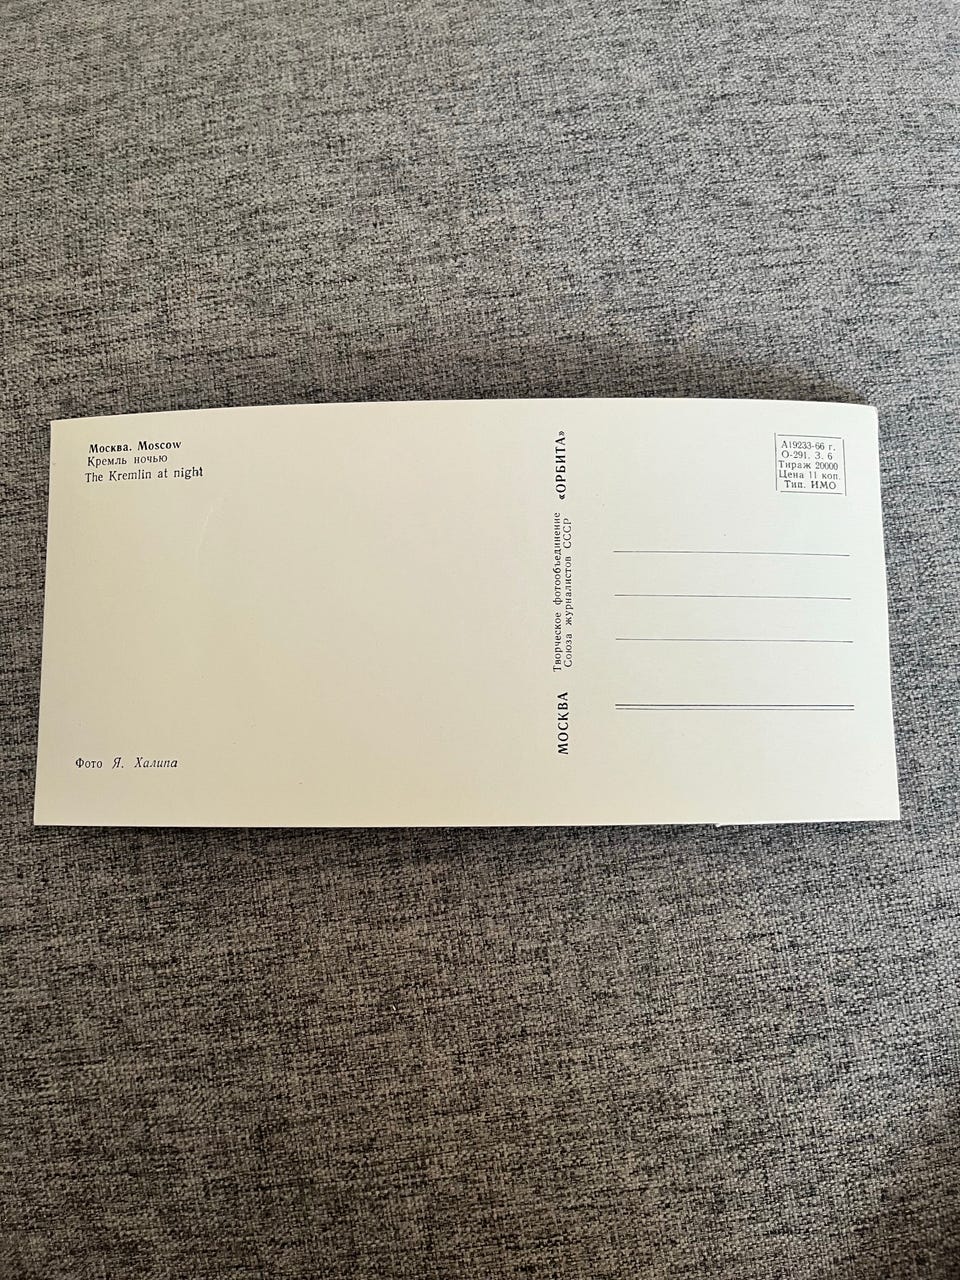 Москва. Moscow
Кремль ночью
The Kremlin at night
Фото Я. Халипа
МОСКВА Творческое фотообъединение «ОРБИТА»
Союза журналистов СССР
А19233-66 г.
О-291. З. 6
Тираж 20000
Цена 11 коп.
Тип. ИМО